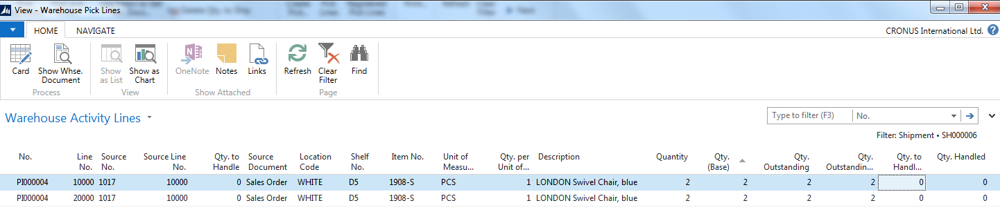 View - Warehouse Pick Lines
HOME NAVIGATE CRONUS International Ltd.
Card Show Whse. Document Show as List Show as Chart OneNote Notes Links Refresh Clear Filter Find
Process View Show Attached Page
Warehouse Activity Lines Type to filter (F3) No.
Filter: Shipment • SH000006
No. Line No. Source No. Source Line No. Qty. to Handle Source Document Location Code Shelf No. Item No. Unit of Measu... Qty. per Unit of... Description Quantity Qty. (Base) Qty. Outstanding Qty. Outstandin... Qty. to Handl... Qty. Handled
PI000004 10000 1017 10000 0 Sales Order WHITE D5 1908-S PCS 1 LONDON Swivel Chair, blue 2 2 2 2 0 0
PI000004 20000 1017 10000 0 Sales Order WHITE D5 1908-S PCS 1 LONDON Swivel Chair, blue 2 2 2 2 0 0